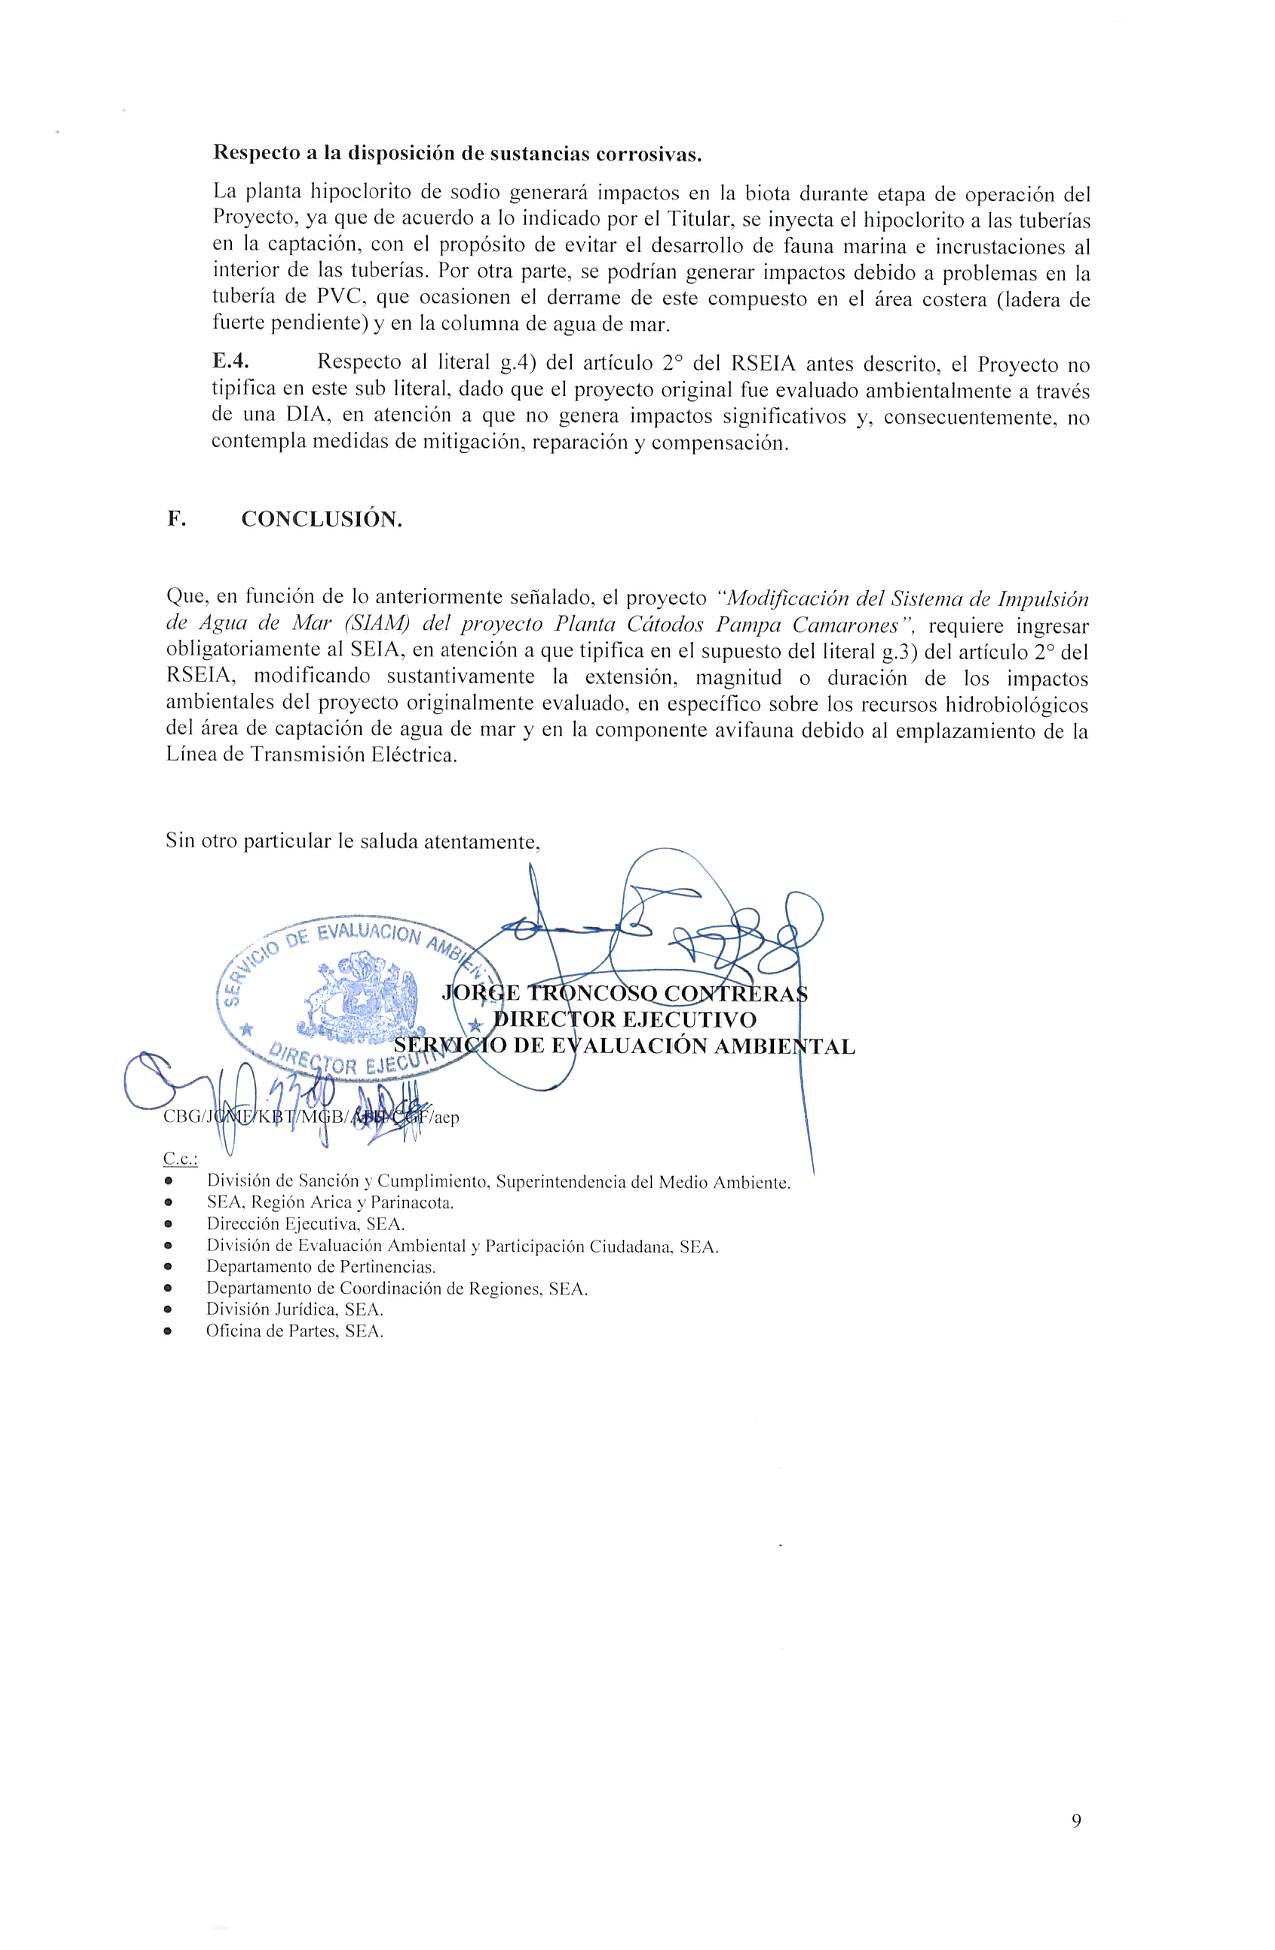 Respecto a la disposición de sustancias corrosivas.
La planta hipoclorito de sodio generará impactos en la biota durante etapa de operación del
Proyecto, ya que de acuerdo a lo indicado por el Titular, se inyecta el hipoclorito a las tuberías
en la captación, con el propósito de evitar el desarrollo de fauna marina e incrustaciones al
interior de las tuberías. Por otra parte, se podrían generar impactos debido a problemas en la
tubería de PVC, que ocasionen el derrame de este compuesto en el área costera (ladera de
fuerte pendiente) y en la columna de agua de mar.
E.4. Respecto al literal g.4) del artículo 2° del RSEIA antes descrito, el Proyecto no
tipifica en este sub literal, dado que el proyecto original fue evaluado ambientalmente a través
de una DIA, en atención a que no genera impactos significativos y, consecuentemente, no
contempla medidas de mitigación, reparación y compensación.
F. CONCLUSIÓN.
Que, en función de lo anteriormente señalado, el proyecto "Modificación del Sistema de Impulsión
de Agua de Mar (SIAM) del proyecto Planta Cátodos Pampa Camarones", requiere ingresar
obligatoriamente al SEIA, en atención a que tipifica en el supuesto del literal g.3) del artículo 2° del
RSEIA, modificando sustantivamente la extensión, magnitud o duración de los impactos
ambientales del proyecto originalmente evaluado, en específico sobre los recursos hidrobiológicos
del área de captación de agua de mar y en la componente avifauna debido al emplazamiento de la
Línea de Transmisión Eléctrica.
Sin otro particular le saluda atentamente,
SERVICIO DE EVALUACION AMBIENTAL
DIRECTOR EJECUTIVO
JORGE TRONCOSO CONTRERAS
DIRECTOR EJECUTIVO
SERVICIO DE EVALUACIÓN AMBIENTAL
CBG/JCMF/KBT/MGB/ /aep
C.c.:
• División de Sanción y Cumplimiento, Superintendencia del Medio Ambiente.
• SEA, Región Arica y Parinacota.
• Dirección Ejecutiva, SEA.
• División de Evaluación Ambiental y Participación Ciudadana, SEA.
• Departamento de Pertinencias.
• Departamento de Coordinación de Regiones, SEA.
• División Jurídica, SEA.
• Oficina de Partes, SEA.
9